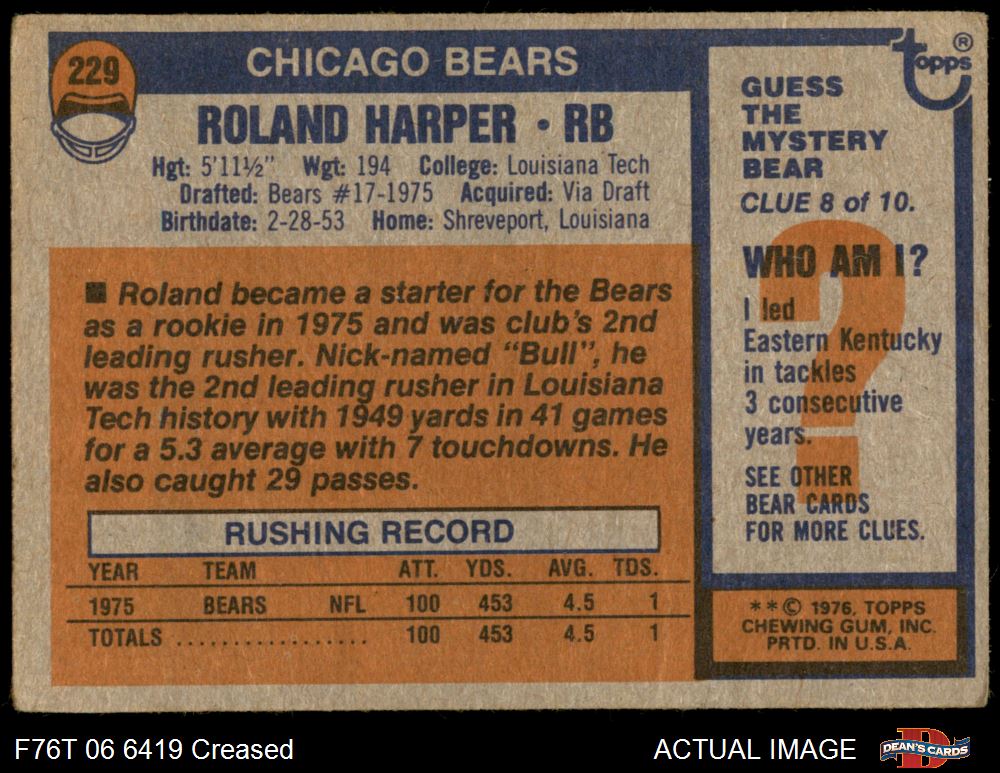 229
CHICAGO BEARS
ROLAND HARPER • RB
Hgt: 5'11½" Wgt: 194 College: Louisiana Tech
Drafted: Bears #17-1975 Acquired: Via Draft
Birthdate: 2-28-53 Home: Shreveport, Louisiana
■ Roland became a starter for the Bears
as a rookie in 1975 and was club's 2nd
leading rusher. Nick-named "Bull", he
was the 2nd leading rusher in Louisiana
Tech history with 1949 yards in 41 games
for a 5.3 average with 7 touchdowns. He
also caught 29 passes.
RUSHING RECORD
YEAR TEAM ATT. YDS. AVG. TDS.
1975 BEARS NFL 100 453 4.5 1
TOTALS .................. 100 453 4.5 1
topps ®
GUESS
THE
MYSTERY
BEAR
CLUE 8 of 10.
WHO AM I?
I led
Eastern Kentucky
in tackles
3 consecutive
years.
SEE OTHER
BEAR CARDS
FOR MORE CLUES.
?
**© 1976, TOPPS
CHEWING GUM, INC.
PRTD. IN U.S.A.
F76T 06 6419 Creased
ACTUAL IMAGE
DEAN'S CARDS